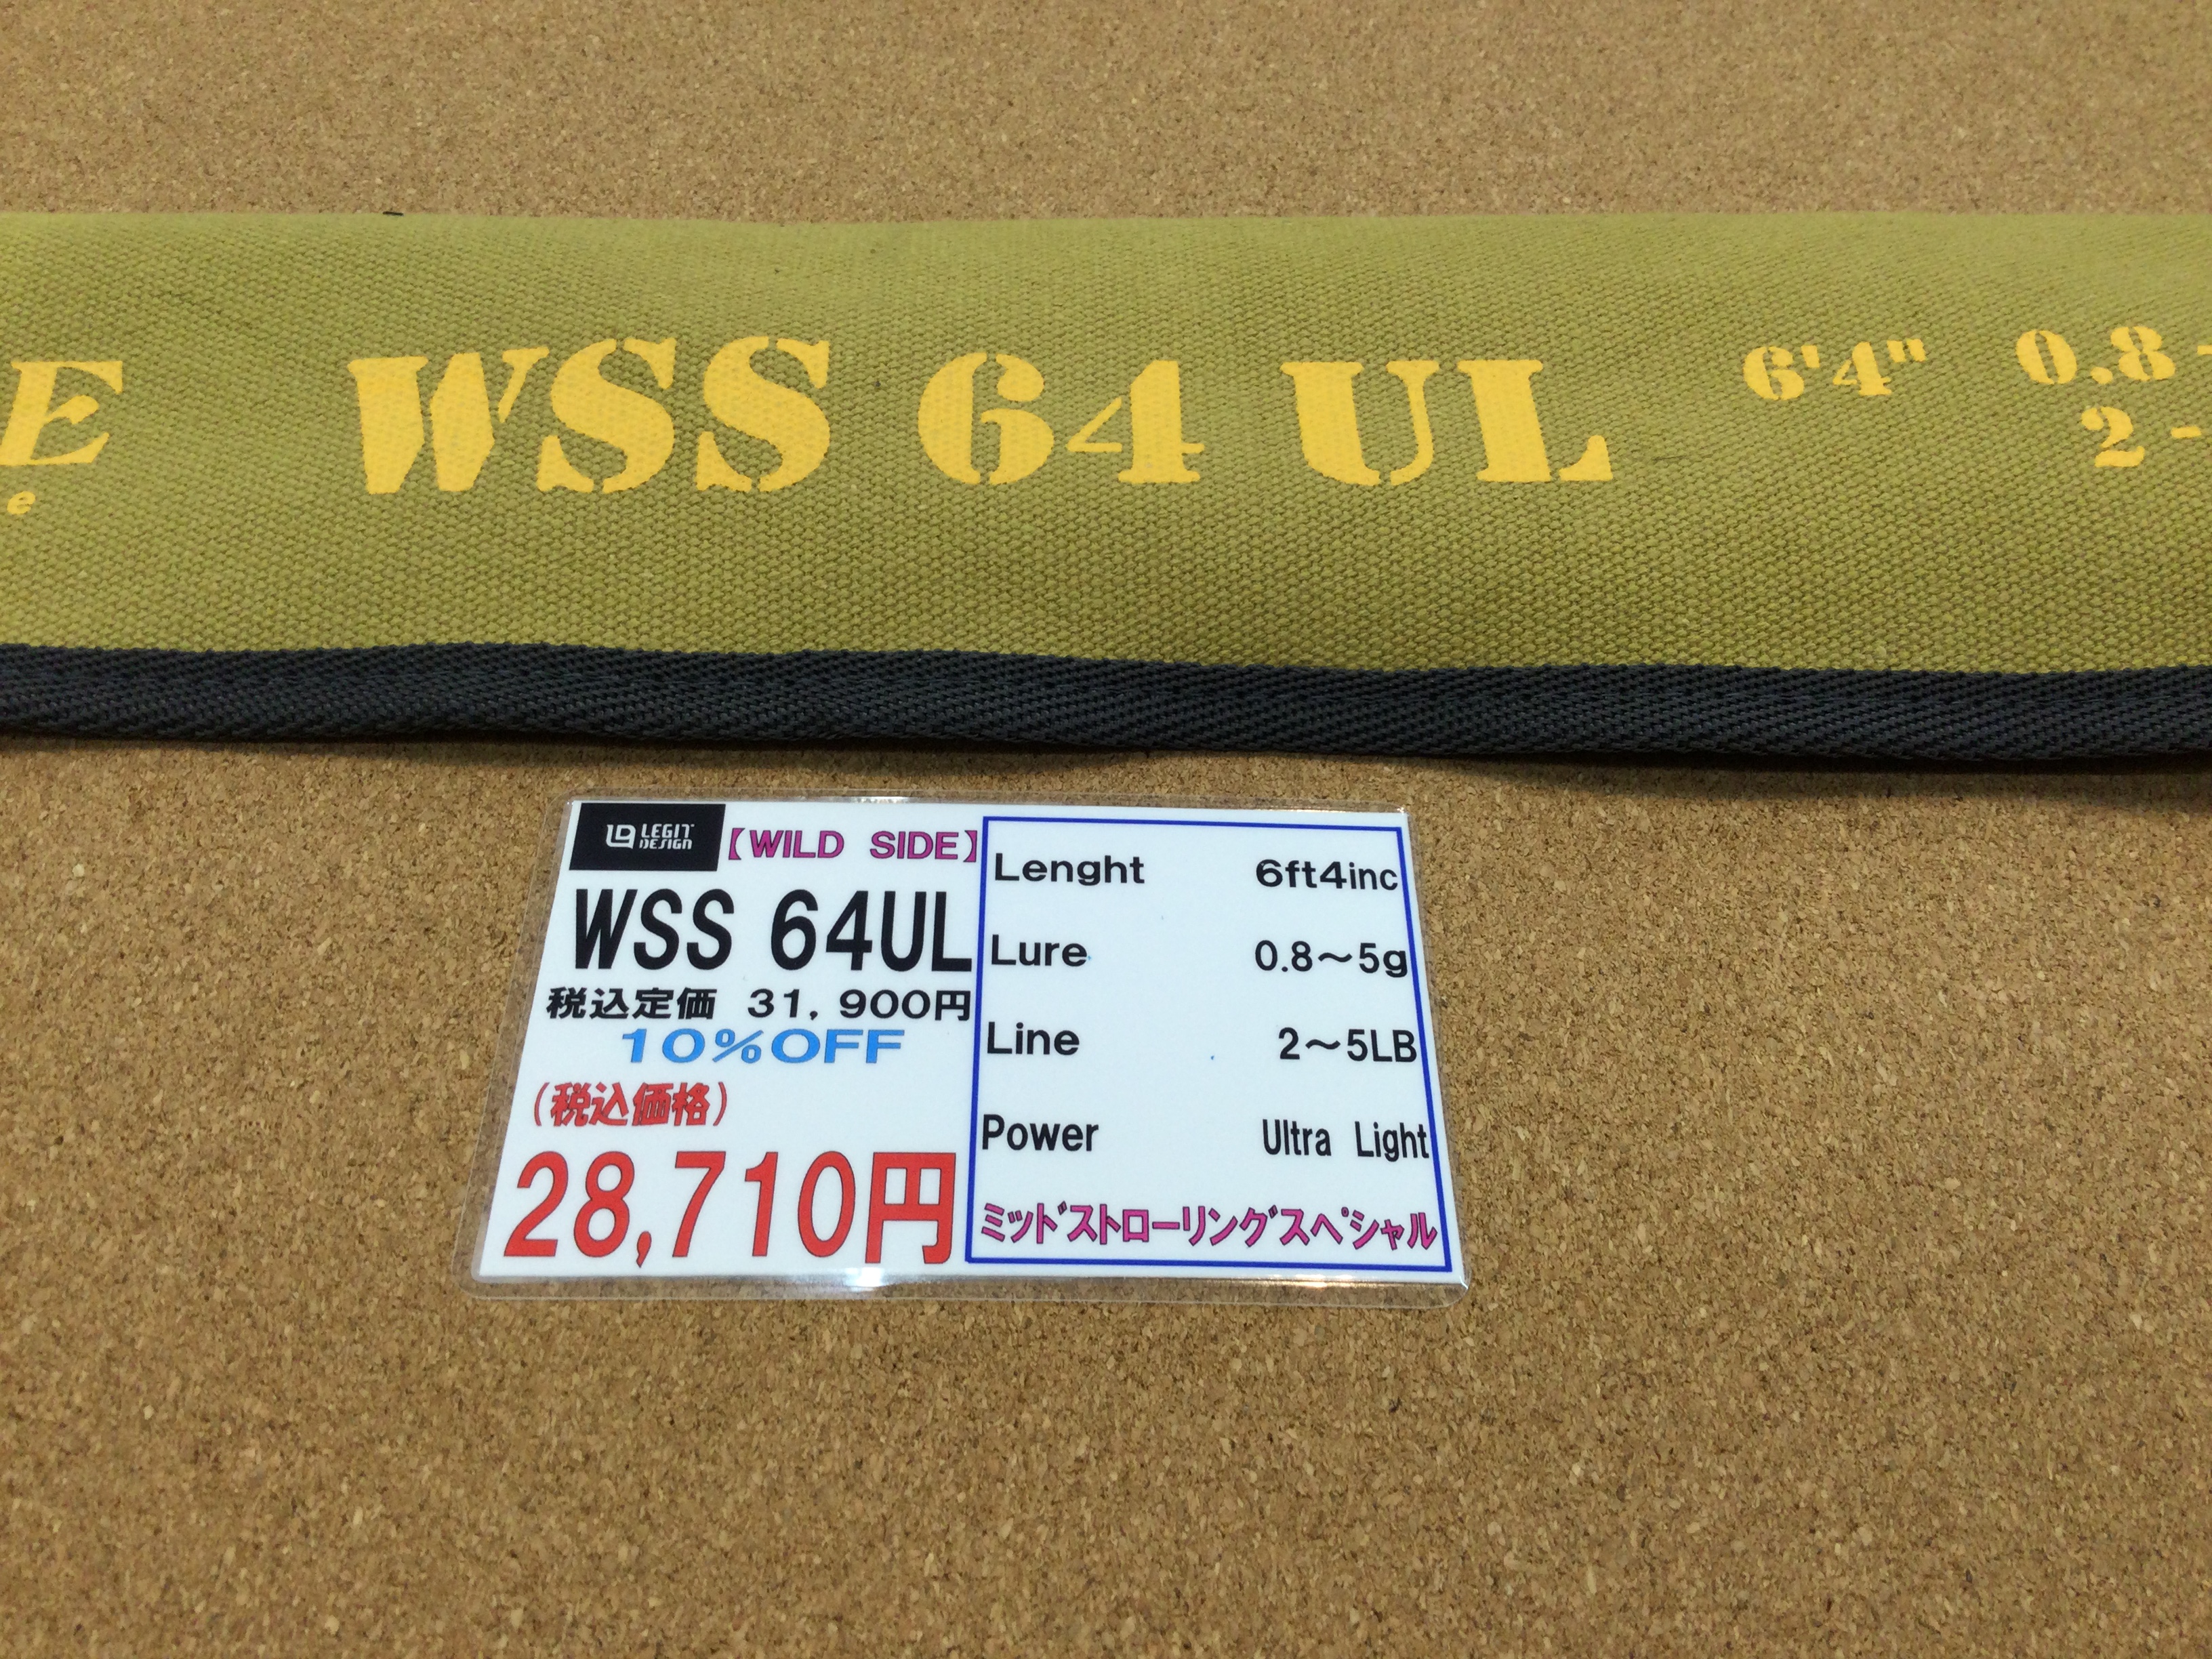 E WSS 64 UL 6'4" 0.8-
e 2-
LEGIT DESIGN 【WILD SIDE】
WSS 64UL
税込定価 31,900円
10%OFF
(税込価格)
28,710円
Lenght 6ft4inc
Lure 0.8～5g
Line 2～5LB
Power Ultra Light
ミッドストローリングスペシャル